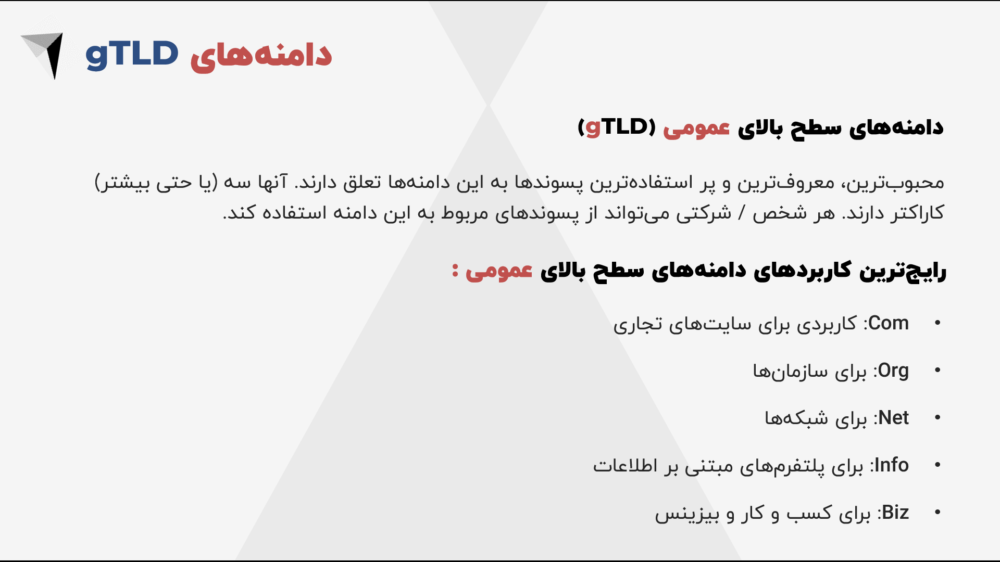 دامنه‌های gTLD
دامنه‌های سطح بالای عمومی (gTLD)
محبوب‌ترین، معروف‌ترین و پر استفاده‌ترین پسوندها به این دامنه‌ها تعلق دارند. آنها سه (یا حتی بیشتر)
کاراکتر دارند. هر شخص / شرکتی می‌تواند از پسوندهای مربوط به این دامنه استفاده کند.
رایج‌ترین کاربردهای دامنه‌های سطح بالای عمومی :
• Com: کاربردی برای سایت‌های تجاری
• Org: برای سازمان‌ها
• Net: برای شبکه‌ها
• Info: برای پلتفرم‌های مبتنی بر اطلاعات
• Biz: برای کسب و کار و بیزینس